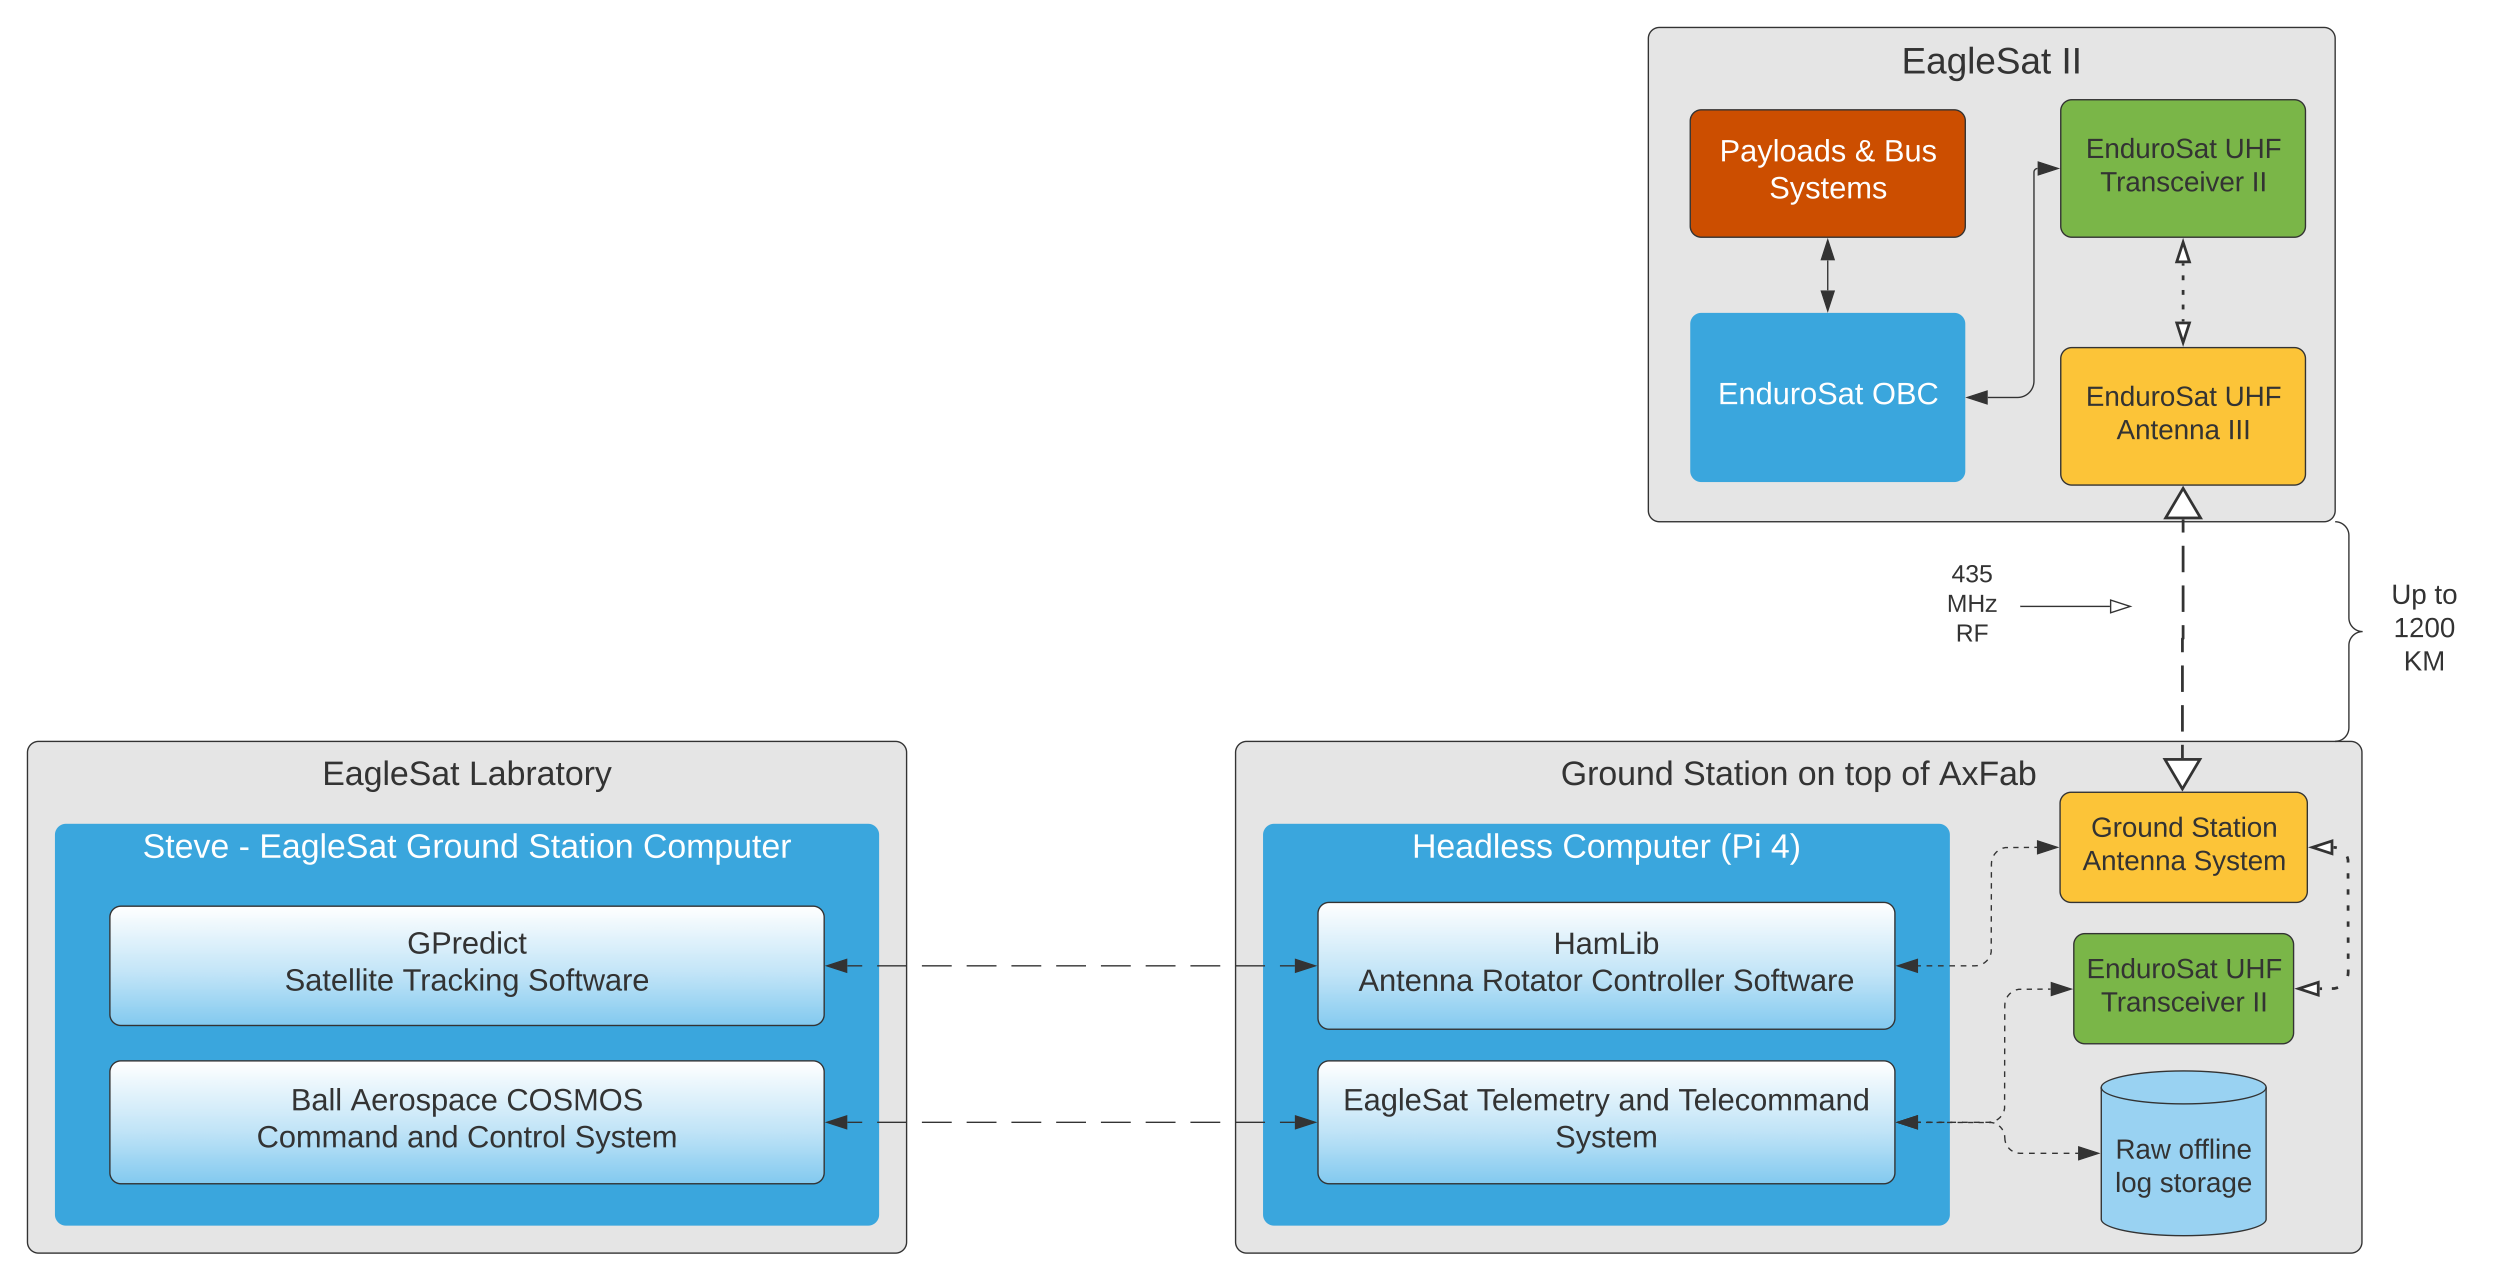 EagleSat II
Payloads & Bus
Systems
EnduroSat UHF
Transceiver II
EnduroSat OBC
EnduroSat UHF
Antenna III
435
MHz
RF
Up to
1200
KM
EagleSat Labratory
Steve - EagleSat Ground Station Computer
GPredict
Satellite Tracking Software
Ball Aerospace COSMOS
Command and Control System
Ground Station on top of AxFab
Headless Computer (Pi 4)
HamLib
Antenna Rotator Controller Software
EagleSat Telemetry and Telecommand
System
Ground Station
Antenna System
EnduroSat UHF
Transceiver II
Raw offline
log storage